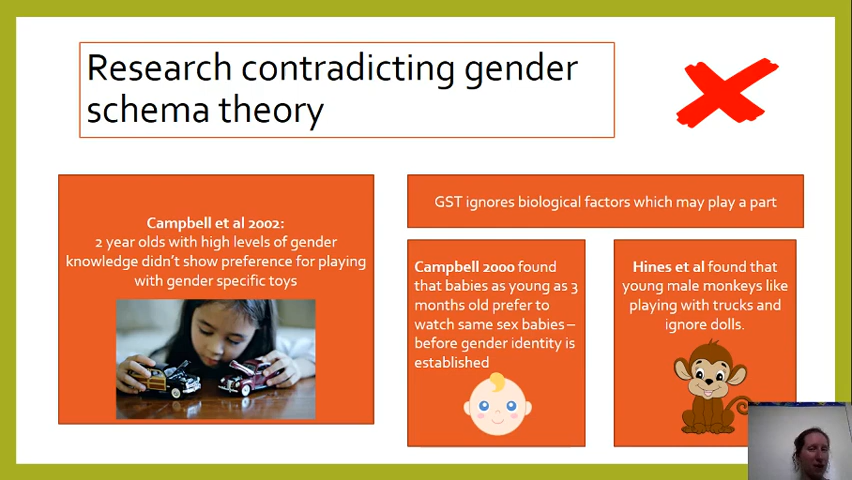 Research contradicting gender
schema theory
Campbell et al 2002:
2 year olds with high levels of gender
knowledge didn't show preference for playing
with gender specific toys
GST ignores biological factors which may play a part
Campbell 2000 found
that babies as young as 3
months old prefer to
watch same sex babies –
before gender identity is
established
Hines et al found that
young male monkeys like
playing with trucks and
ignore dolls.